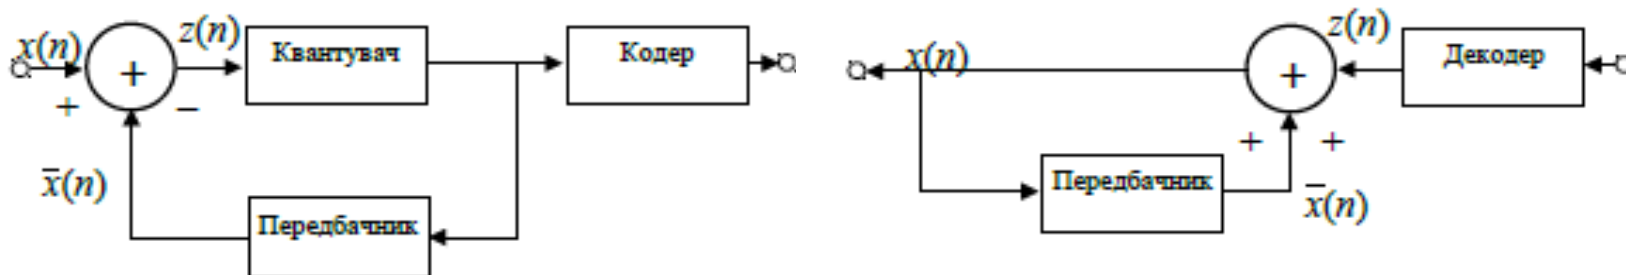 x(n)
z(n)
Квантувач
Кодер
+
+
−
x̄(n)
Передбачник
x(n)
z(n)
Декодер
+
+
+
Передбачник
x̄(n)